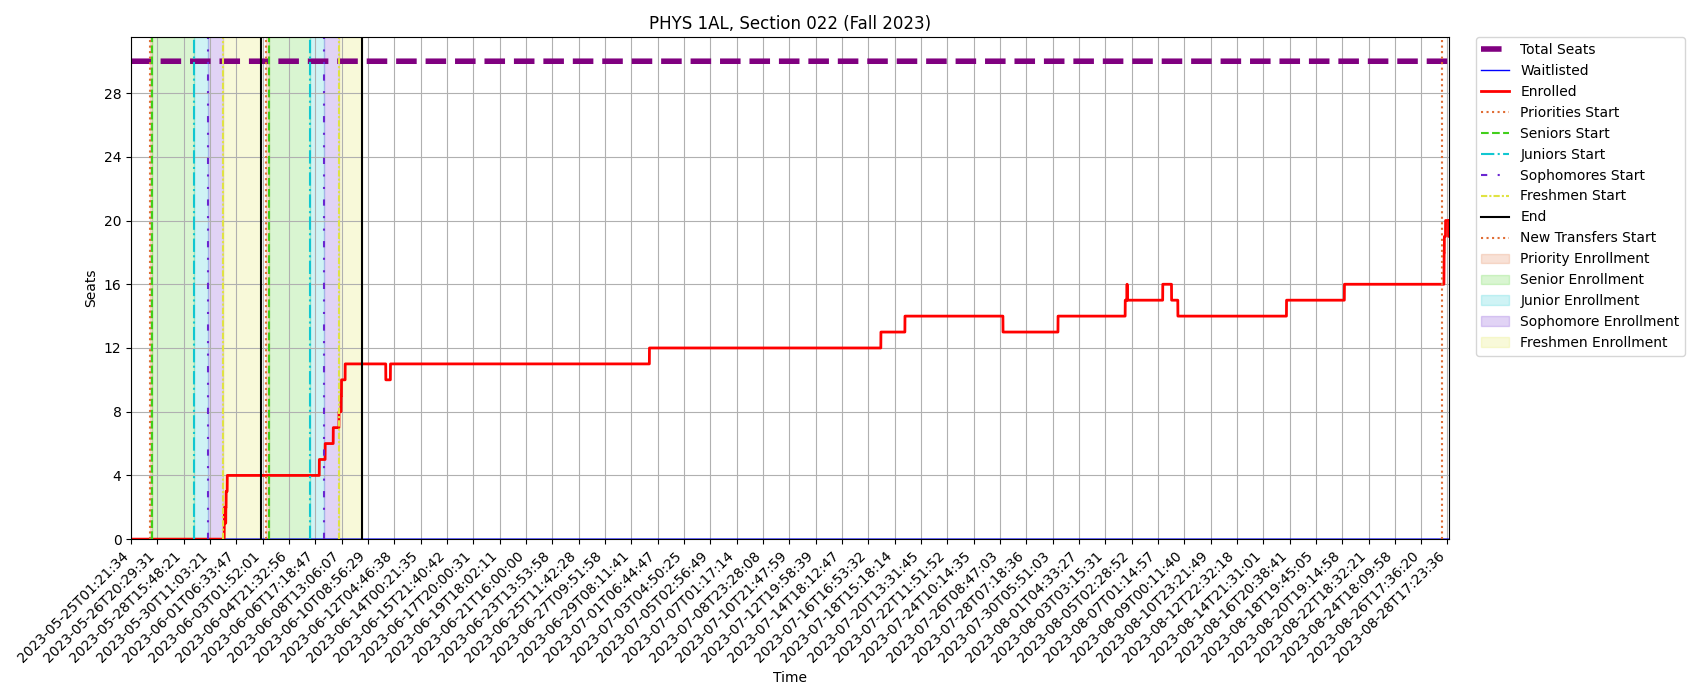 PHYS 1AL, Section 022 (Fall 2023)
Seats
28
24
20
16
12
8
4
0
2023-05-25T01:21:34
2023-05-26T20:29:31
2023-05-28T15:48:21
2023-05-30T11:03:21
2023-06-01T06:33:47
2023-06-03T01:52:01
2023-06-04T21:32:56
2023-06-06T17:18:47
2023-06-08T13:06:07
2023-06-10T08:56:29
2023-06-12T04:46:38
2023-06-14T00:21:35
2023-06-15T21:40:42
2023-06-17T20:00:31
2023-06-19T18:02:11
2023-06-21T16:00:00
2023-06-23T13:53:58
2023-06-25T11:42:28
2023-06-27T09:51:58
2023-06-29T08:11:41
2023-07-01T06:44:47
2023-07-03T04:50:25
2023-07-05T02:56:49
2023-07-07T01:17:14
2023-07-08T23:28:08
2023-07-10T21:47:59
2023-07-12T19:58:39
2023-07-14T18:12:47
2023-07-16T16:53:32
2023-07-18T15:18:14
2023-07-20T13:31:45
2023-07-22T11:51:52
2023-07-24T10:14:35
2023-07-26T08:47:03
2023-07-28T07:18:36
2023-07-30T05:51:03
2023-08-01T04:33:27
2023-08-03T03:15:31
2023-08-05T02:28:52
2023-08-07T01:14:57
2023-08-09T00:11:40
2023-08-10T23:21:49
2023-08-12T22:32:18
2023-08-14T21:31:01
2023-08-16T20:38:41
2023-08-18T19:45:05
2023-08-20T19:14:58
2023-08-22T18:32:21
2023-08-24T18:09:58
2023-08-26T17:36:20
2023-08-28T17:23:36
Time
Total Seats
Waitlisted
Enrolled
Priorities Start
Seniors Start
Juniors Start
Sophomores Start
Freshmen Start
End
New Transfers Start
Priority Enrollment
Senior Enrollment
Junior Enrollment
Sophomore Enrollment
Freshmen Enrollment